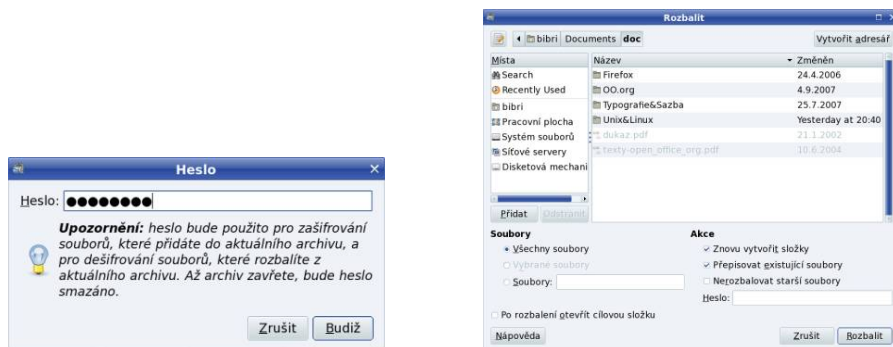 Heslo
Heslo: ●●●●●●●●
Upozornění: heslo bude použito pro zašifrování
souborů, které přidáte do aktuálního archivu, a
pro dešifrování souborů, které rozbalíte z
aktuálního archivu. Až archiv zavřete, bude heslo
smazáno.
Zrušit Budiž
Rozbalit
bibri Documents doc Vytvořit adresář
Místa Název Změněn
Search Firefox 24.4.2006
Recently Used OO.org 4.9.2007
bibri Typografie&Sazba 25.7.2007
Pracovní plocha Unix&Linux Yesterday at 20:40
Systém souborů dukaz.pdf 21.1.2002
Síťové servery texty-open_office_org.pdf 10.6.2004
Disketová mechani
Přidat Odstranit
Soubory Akce
Všechny soubory Znovu vytvořit složky
Vybrané soubory Přepisovat existující soubory
Soubory: Nerozbalovat starší soubory
Heslo:
Po rozbalení otevřít cílovou složku
Nápověda Zrušit Rozbalit